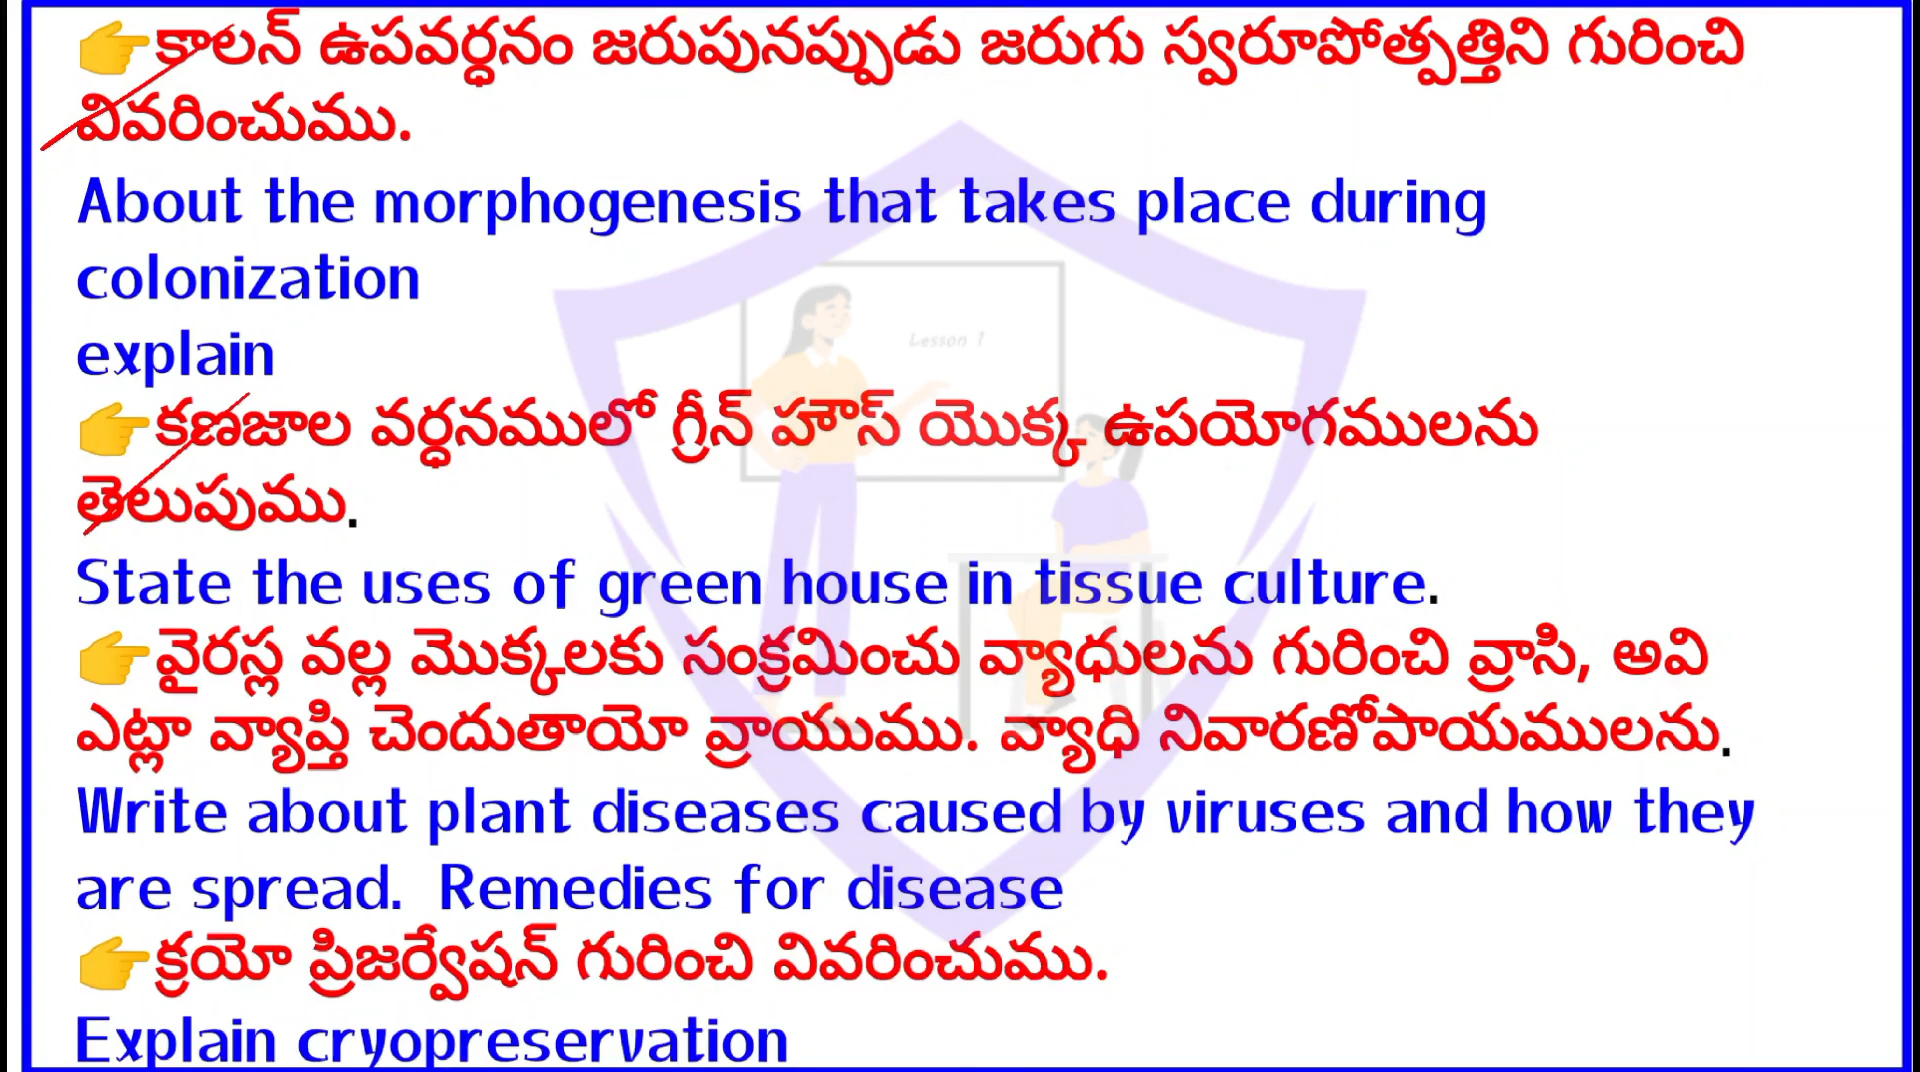 👉కాలన్ ఉపవర్ధనం జరుపునప్పుడు జరుగు స్వరూపోత్పత్తిని గురించి
వివరించుము.
About the morphogenesis that takes place during
colonization
explain
👉కణజాల వర్ధనములో గ్రీన్ హౌస్ యొక్క ఉపయోగములను
తెలుపుము.
State the uses of green house in tissue culture.
👉వైరస్ల వల్ల మొక్కలకు సంక్రమించు వ్యాధులను గురించి వ్రాసి, అవి
ఎట్లా వ్యాప్తి చెందుతాయో వ్రాయుము. వ్యాధి నివారణోపాయములను.
Write about plant diseases caused by viruses and how they
are spread. Remedies for disease
👉క్రయో ప్రిజర్వేషన్ గురించి వివరించుము.
Explain cryopreservation
Lesson 1